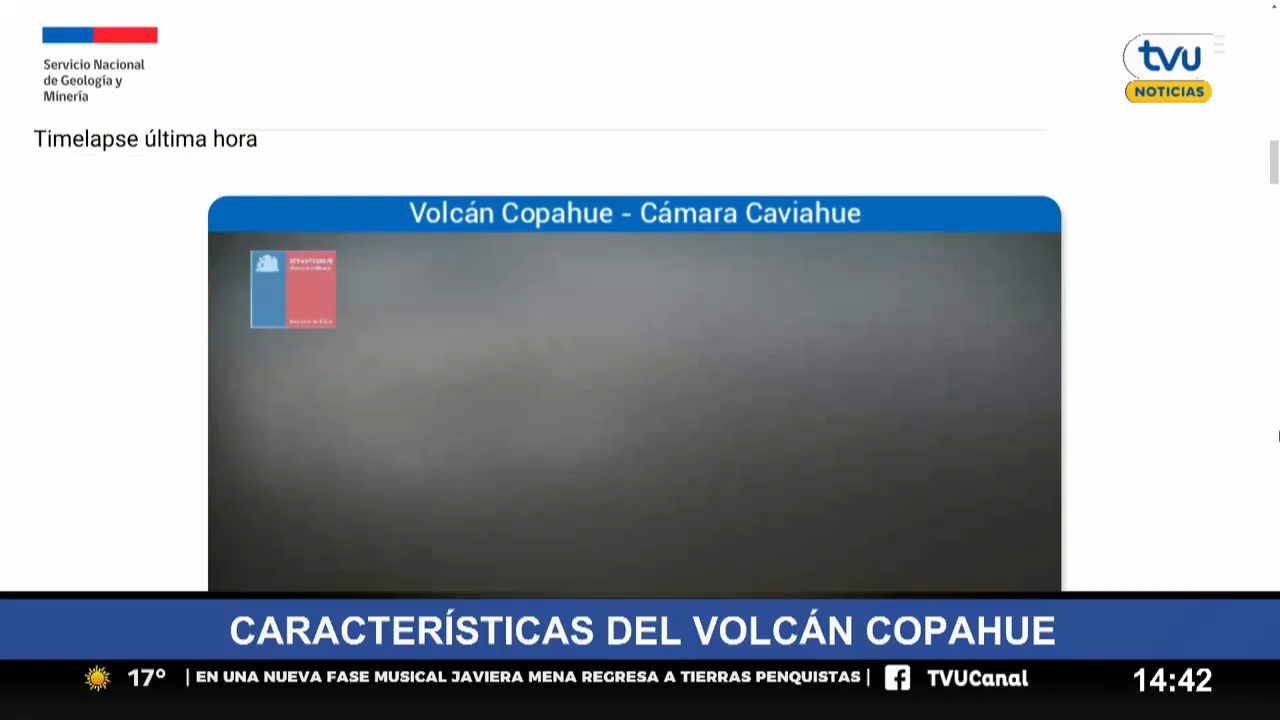 Servicio Nacional
de Geología y
Minería
tvu
NOTICIAS
Timelapse última hora
Volcán Copahue - Cámara Caviahue
CARACTERÍSTICAS DEL VOLCÁN COPAHUE
17° | EN UNA NUEVA FASE MUSICAL JAVIERA MENA REGRESA A TIERRAS PENQUISTAS | TVUCanal 14:42